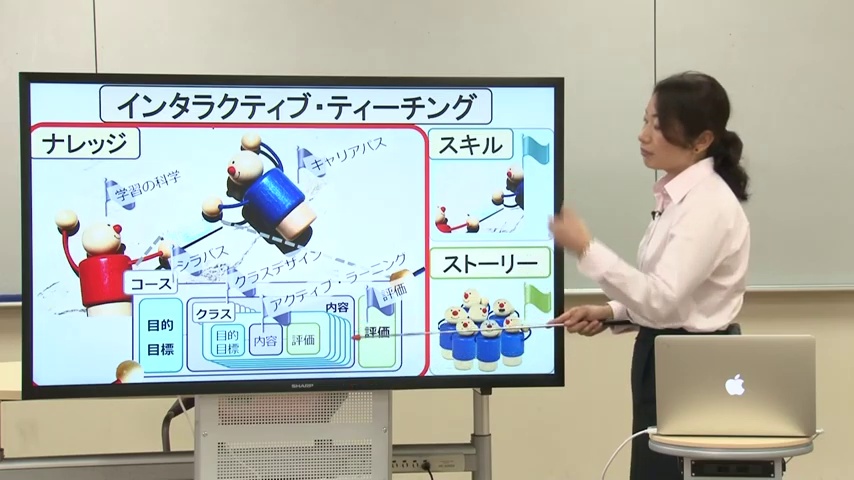 インタラクティブ・ティーチング
ナレッジ
スキル
キャリアパス
学習の科学
シラバス
クラスデザイン
アクティブ・ラーニング
評価
ストーリー
コース
目的
目標
クラス
内容
目的
目標
内容
評価
評価
SHARP